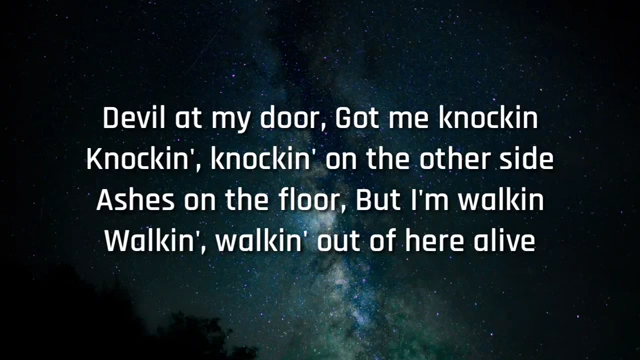 Devil at my door, Got me knockin
Knockin', knockin' on the other side
Ashes on the floor, But I'm walkin
Walkin', walkin' out of here alive